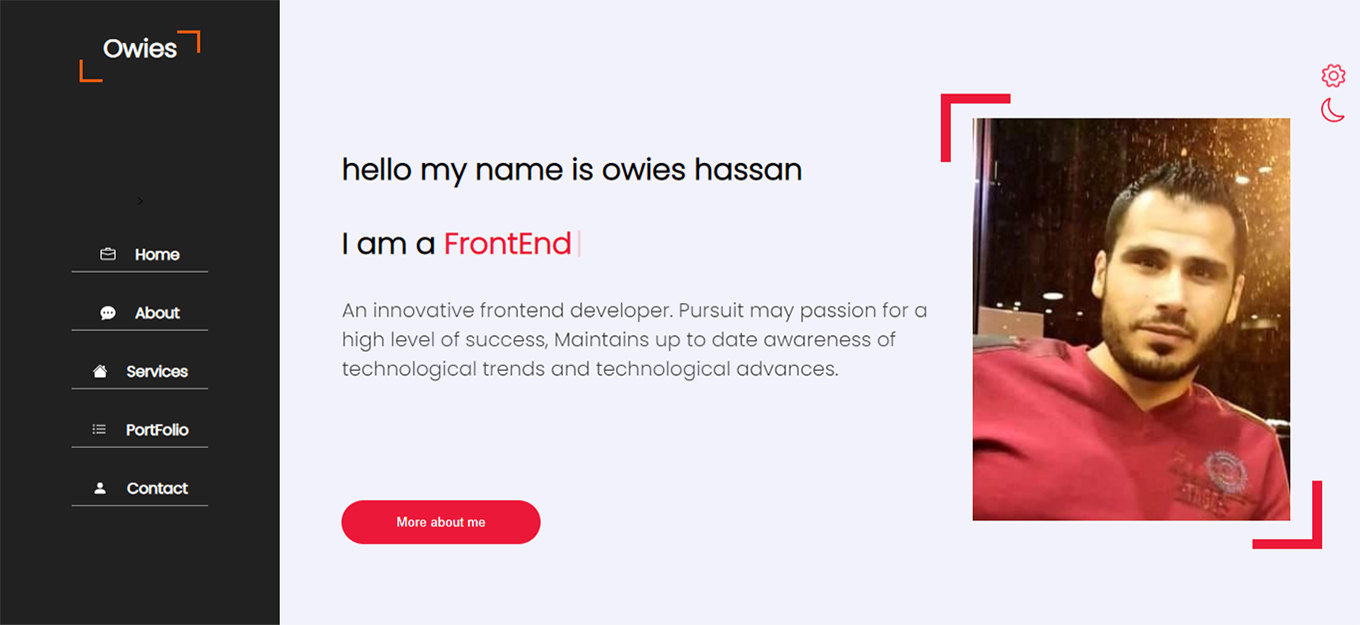 Owies
>
Home
About
Services
PortFolio
Contact
hello my name is owies hassan
I am a FrontEnd
An innovative frontend developer. Pursuit may passion for a
high level of success, Maintains up to date awareness of
technological trends and technological advances.
More about me